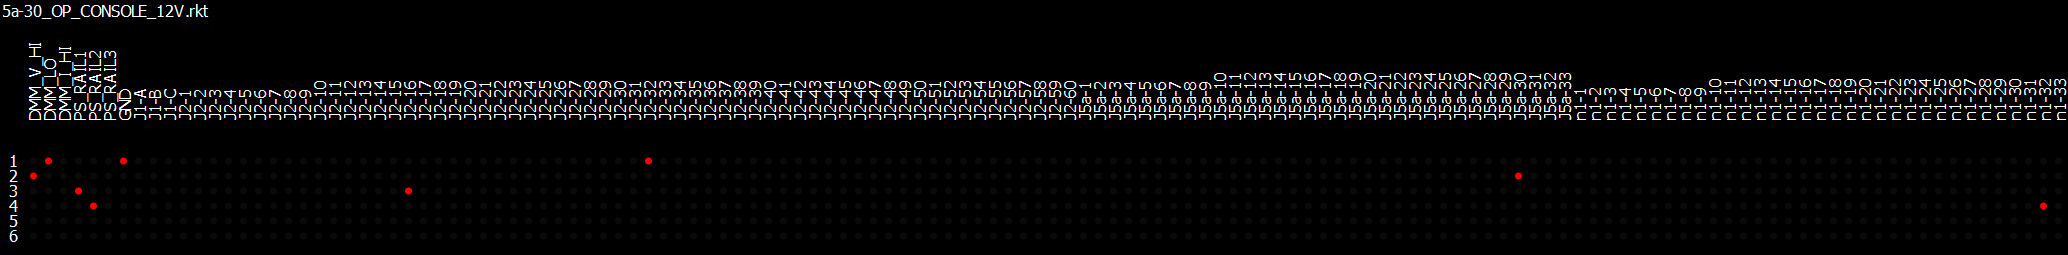 5a-30_OP_CONSOLE_12V.rkt
DMM_V_HI
DMM_LO
DMM_I_HI
PS_RAIL1
PS_RAIL2
PS_RAIL3
GND
J1-A
J1-B
J1-C
J2-1
J2-2
J2-3
J2-4
J2-5
J2-6
J2-7
J2-8
J2-9
J2-10
J2-11
J2-12
J2-13
J2-14
J2-15
J2-16
J2-17
J2-18
J2-19
J2-20
J2-21
J2-22
J2-23
J2-24
J2-25
J2-26
J2-27
J2-28
J2-29
J2-30
J2-31
J2-32
J2-33
J2-34
J2-35
J2-36
J2-37
J2-38
J2-39
J2-40
J2-41
J2-42
J2-43
J2-44
J2-45
J2-46
J2-47
J2-48
J2-49
J2-50
J2-51
J2-52
J2-53
J2-54
J2-55
J2-56
J2-57
J2-58
J2-59
J2-60
J5a-1
J5a-2
J5a-3
J5a-4
J5a-5
J5a-6
J5a-7
J5a-8
J5a-9
J5a-10
J5a-11
J5a-12
J5a-13
J5a-14
J5a-15
J5a-16
J5a-17
J5a-18
J5a-19
J5a-20
J5a-21
J5a-22
J5a-23
J5a-24
J5a-25
J5a-26
J5a-27
J5a-28
J5a-29
J5a-30
J5a-31
J5a-32
J5a-33
n1-1
n1-2
n1-3
n1-4
n1-5
n1-6
n1-7
n1-8
n1-9
n1-10
n1-11
n1-12
n1-13
n1-14
n1-15
n1-16
n1-17
n1-18
n1-19
n1-20
n1-21
n1-22
n1-23
n1-24
n1-25
n1-26
n1-27
n1-28
n1-29
n1-30
n1-31
n1-32
n1-33
1
2
3
4
5
6